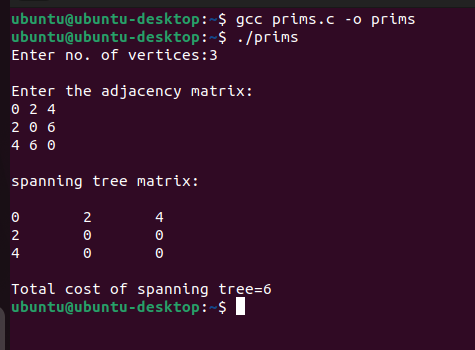 ubuntu@ubuntu-desktop:~$ gcc prims.c -o prims
ubuntu@ubuntu-desktop:~$ ./prims
Enter no. of vertices:3
Enter the adjacency matrix:
0 2 4
2 0 6
4 6 0
spanning tree matrix:
0 2 4
2 0 0
4 0 0
Total cost of spanning tree=6
ubuntu@ubuntu-desktop:~$